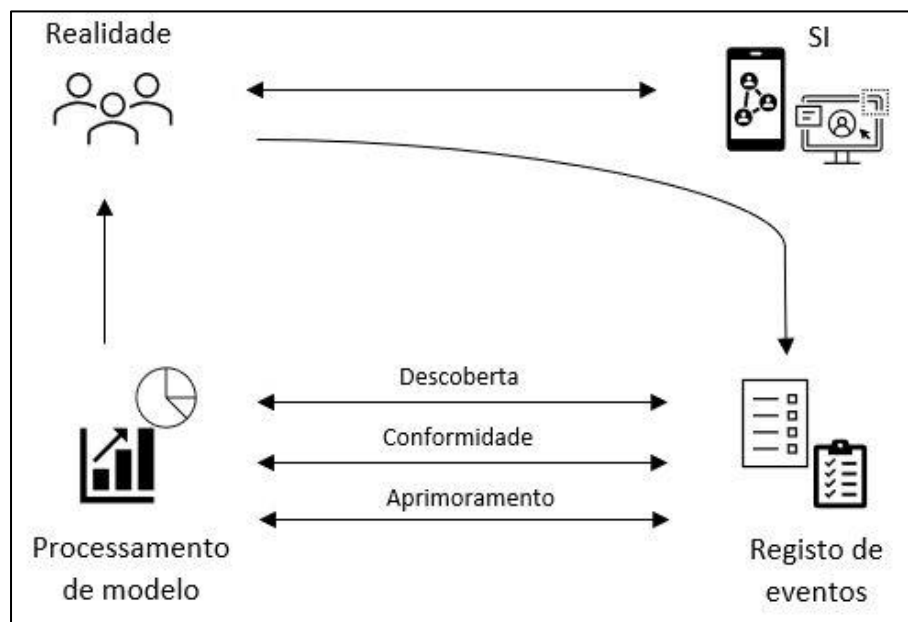 Realidade
SI
Descoberta
Conformidade
Aprimoramento
Processamento
de modelo
Registo de
eventos